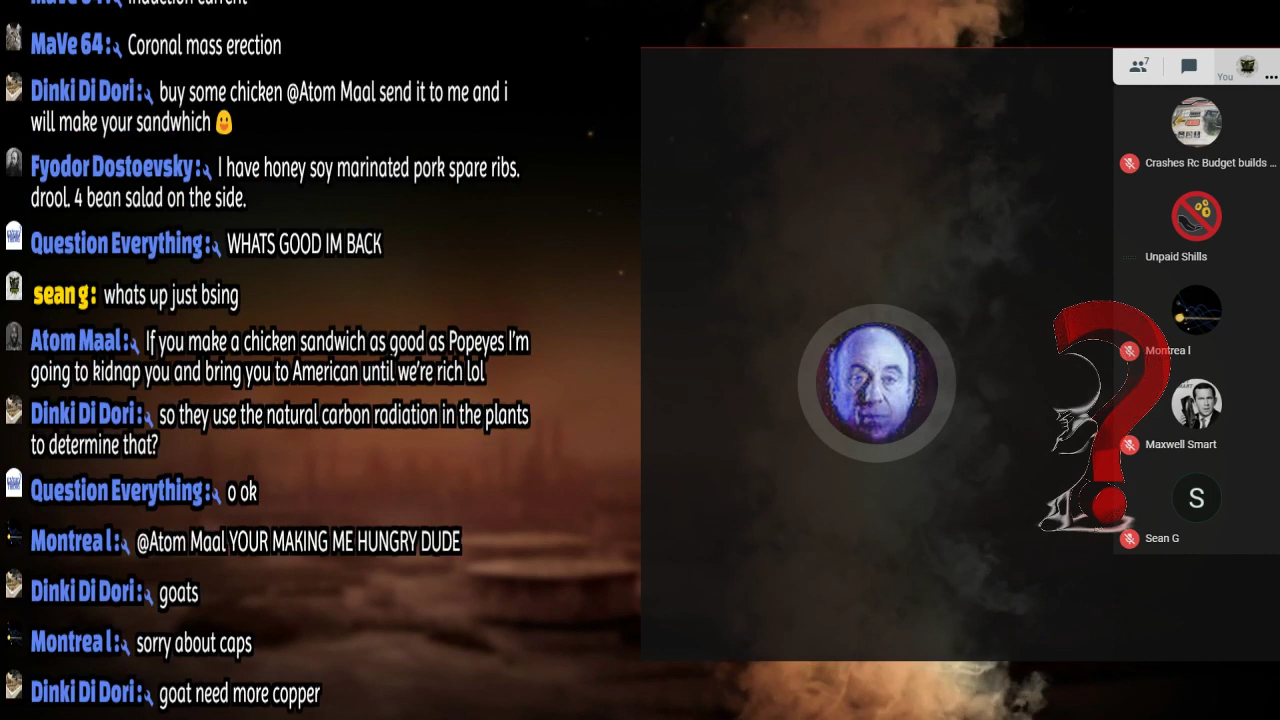 MaVe 64: Coronal mass erection
Dinki Di Dori: buy some chicken @Atom Maal send it to me and i
will make your sandwhich
Fyodor Dostoevsky: I have honey soy marinated pork spare ribs.
drool. 4 bean salad on the side.
Question Everything: WHATS GOOD IM BACK
sean g: whats up just bsing
Atom Maal: If you make a chicken sandwich as good as Popeyes I'm
going to kidnap you and bring you to American until we're rich lol
Dinki Di Dori: so they use the natural carbon radiation in the plants
to determine that?
Question Everything: o ok
Montrea l: @Atom Maal YOUR MAKING ME HUNGRY DUDE
Dinki Di Dori: goats
Montrea l: sorry about caps
Dinki Di Dori: goat need more copper
7
You
Crashes Rc Budget builds ...
Unpaid Shills
Montrea l
Maxwell Smart
S
Sean G
?